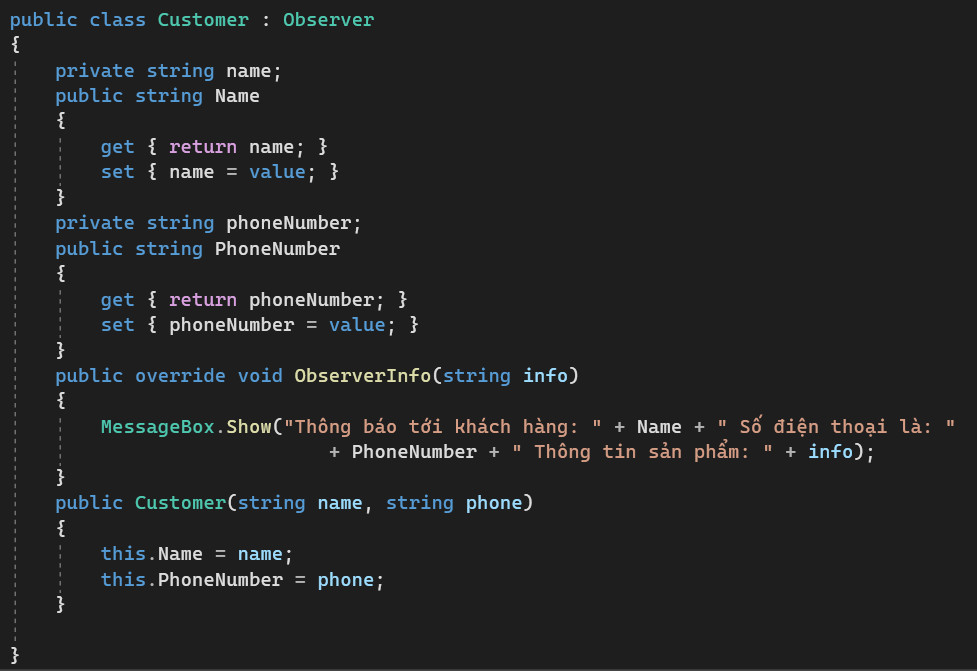 public class Customer : Observer
{
    private string name;
    public string Name
    {
        get { return name; }
        set { name = value; }
    }
    private string phoneNumber;
    public string PhoneNumber
    {
        get { return phoneNumber; }
        set { phoneNumber = value; }
    }
    public override void ObserverInfo(string info)
    {
        MessageBox.Show("Thông báo tới khách hàng: " + Name + " Số điện thoại là: "
                            + PhoneNumber + " Thông tin sản phẩm: " + info);
    }
    public Customer(string name, string phone)
    {
        this.Name = name;
        this.PhoneNumber = phone;
    }

}